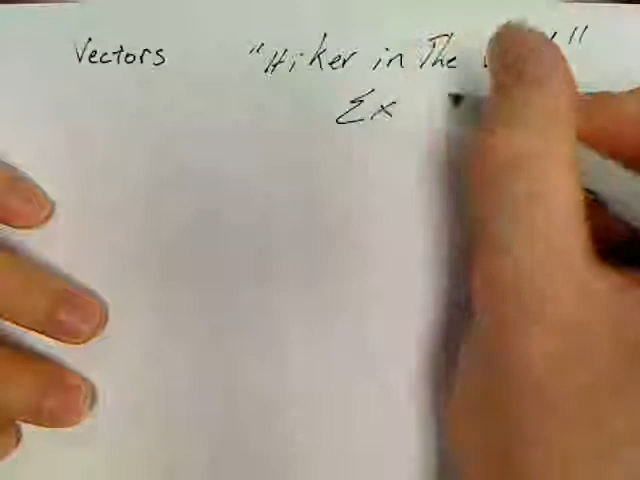 Vectors "Hiker in The "
Ex